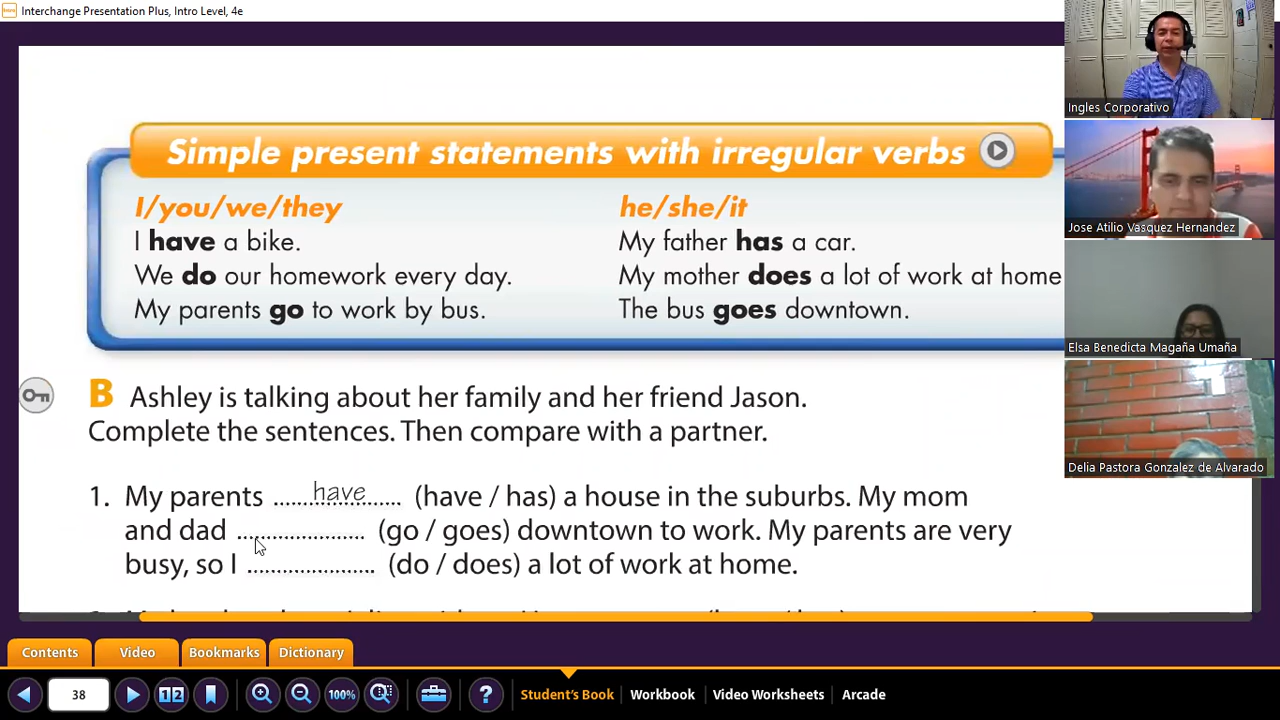 Interchange Presentation Plus, Intro Level, 4e
Simple present statements with irregular verbs
I/you/we/they
I have a bike.
We do our homework every day.
My parents go to work by bus.
he/she/it
My father has a car.
My mother does a lot of work at home
The bus goes downtown.
B Ashley is talking about her family and her friend Jason.
Complete the sentences. Then compare with a partner.
1. My parents have (have / has) a house in the suburbs. My mom
and dad .................... (go / goes) downtown to work. My parents are very
busy, so I .................... (do / does) a lot of work at home.
Ingles Corporativo
Jose Atilio Vasquez Hernandez
Elsa Benedicta Magaña Umaña
Delia Pastora Gonzalez de Alvarado
Contents
Video
Bookmarks
Dictionary
38
12
100%
?
Student's Book
Workbook
Video Worksheets
Arcade